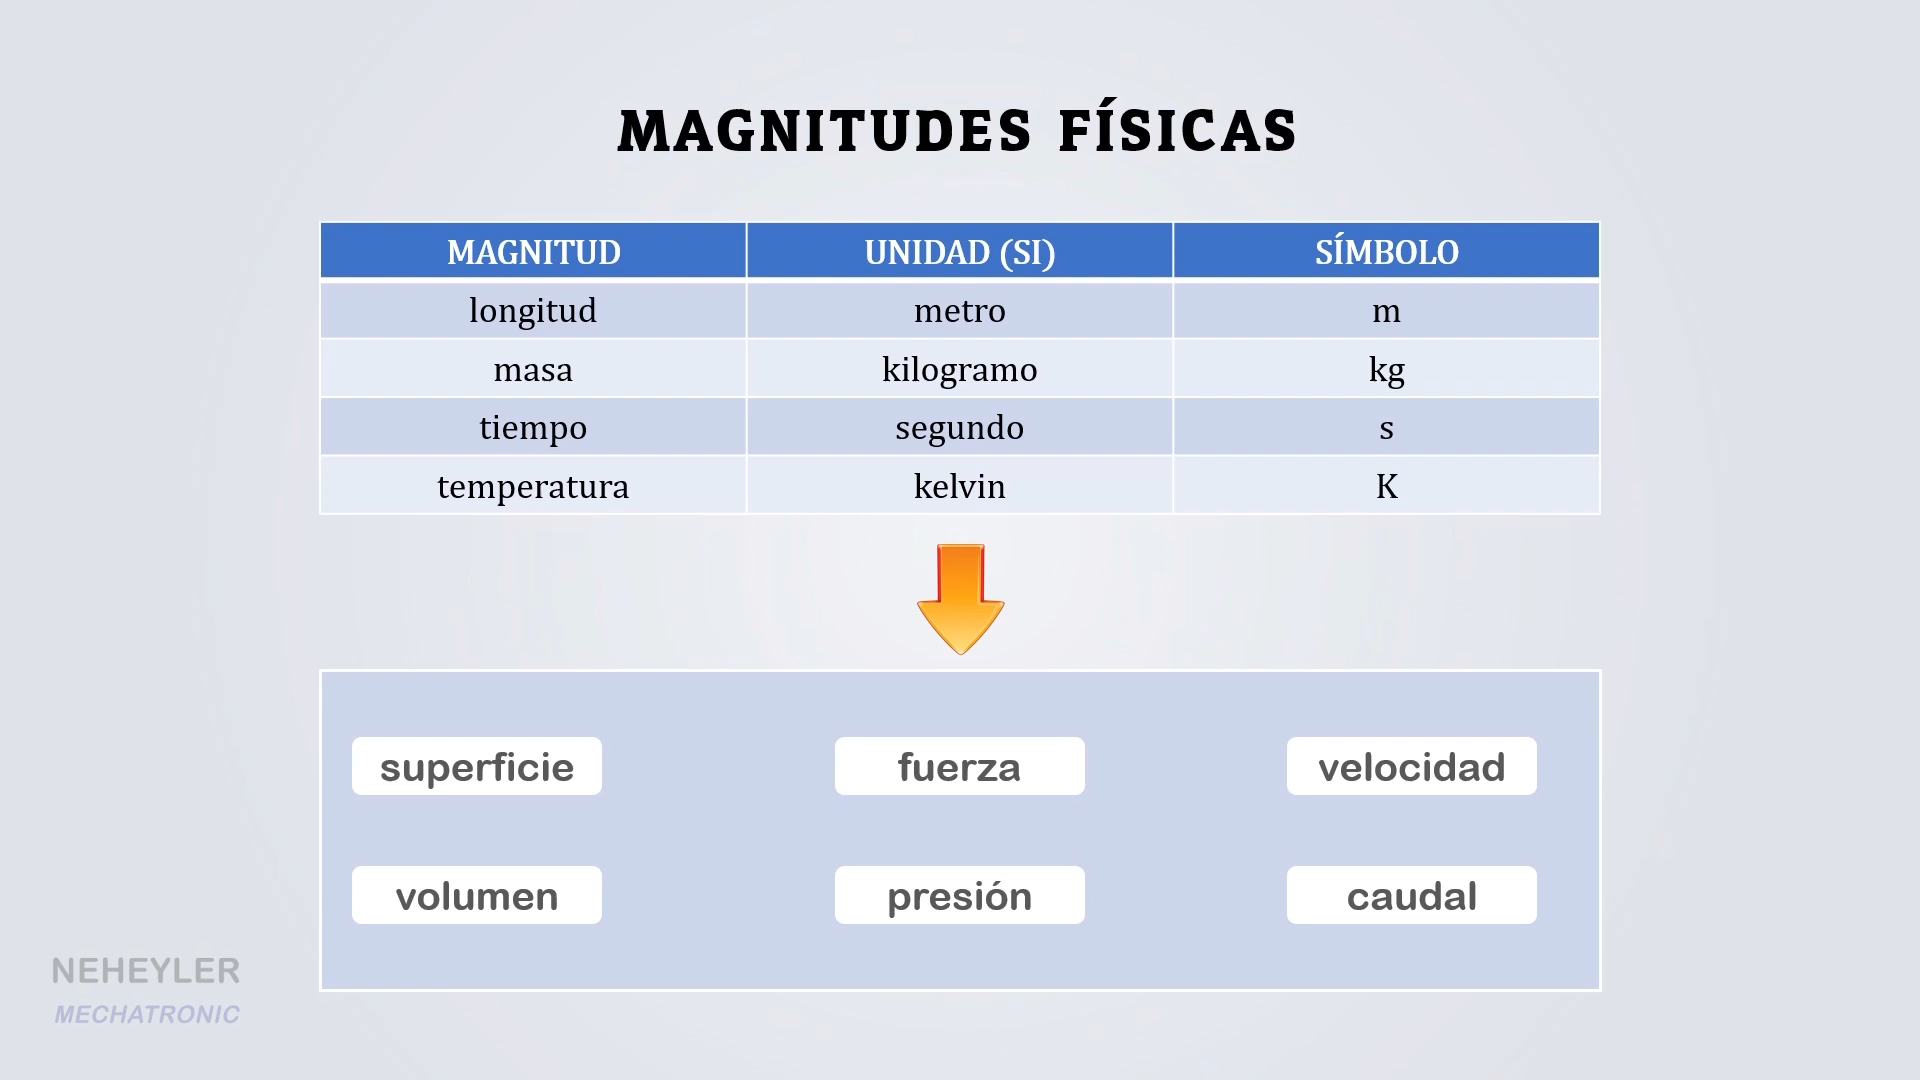 MAGNITUDES FÍSICAS
MAGNITUD UNIDAD (SI) SÍMBOLO
longitud metro m
masa kilogramo kg
tiempo segundo s
temperatura kelvin K
superficie fuerza velocidad
volumen presión caudal
NEHEYLER
MECHATRONIC